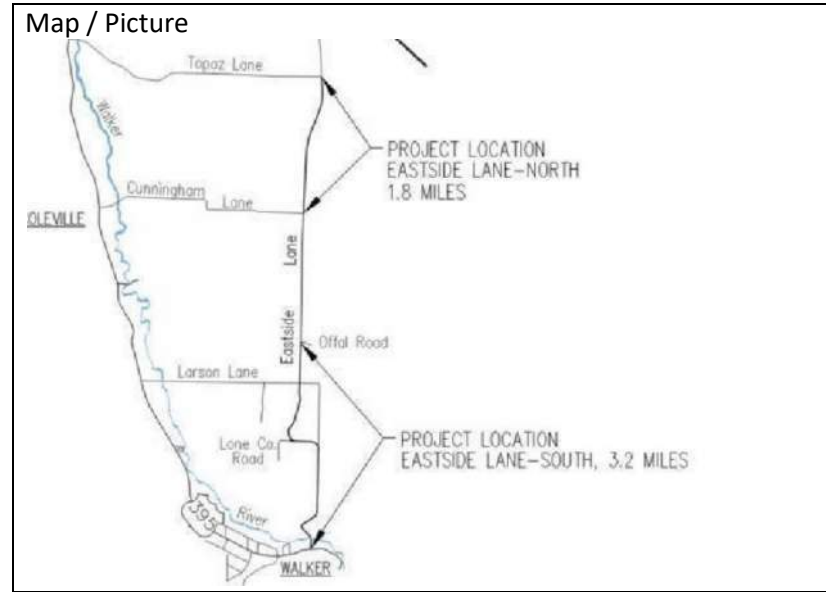 Map / Picture
Topaz Lane
Walker
PROJECT LOCATION
EASTSIDE LANE-NORTH
1.8 MILES
Cunningham
Lane
OLEVILLE
Lane
Eastside
Offal Road
Larson Lane
PROJECT LOCATION
EASTSIDE LANE-SOUTH, 3.2 MILES
Lone Co.
Road
395
River
WALKER